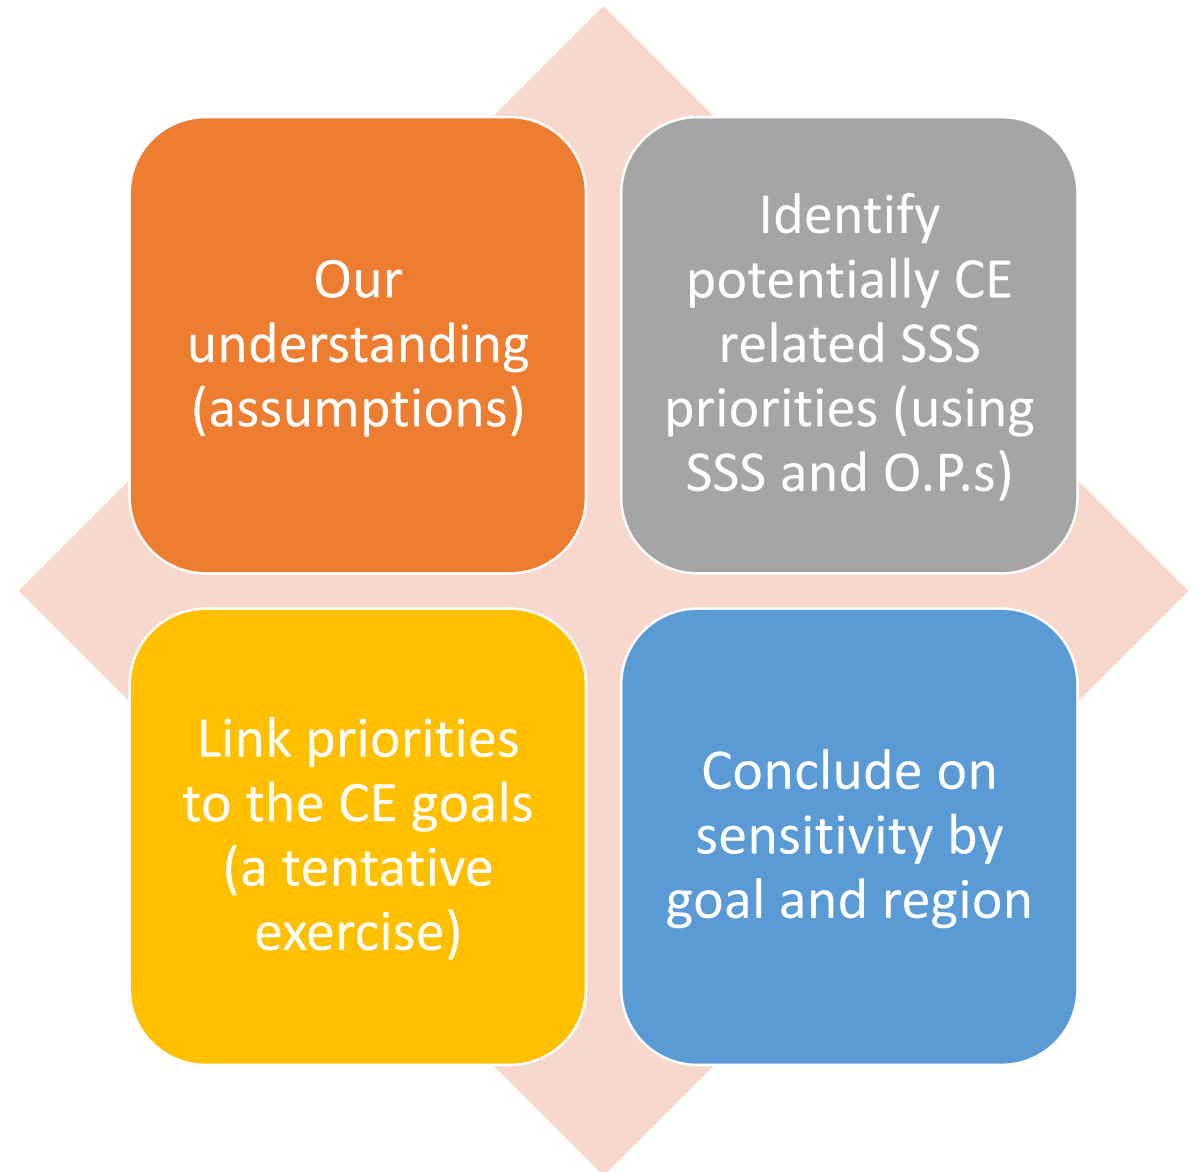 Our
understanding
(assumptions)
Identify
potentially CE
related SSS
priorities (using
SSS and O.P.s)
Link priorities
to the CE goals
(a tentative
exercise)
Conclude on
sensitivity by
goal and region